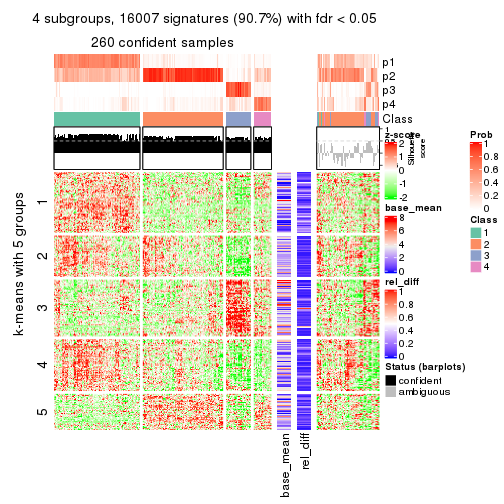 4 subgroups, 16007 signatures (90.7%) with fdr < 0.05
260 confident samples
p1
p2
p3
p4
Class
1
Silhouette
score
z-score
2
1
0
-1
-2
base_mean
8
6
4
2
0
rel_diff
1
0.8
0.6
0.4
0.2
0
Status (barplots)
confident
ambiguous
Prob
1
0.8
0.6
0.4
0.2
0
Class
1
2
3
4
k-means with 5 groups
1
2
3
4
5
base_mean
rel_diff